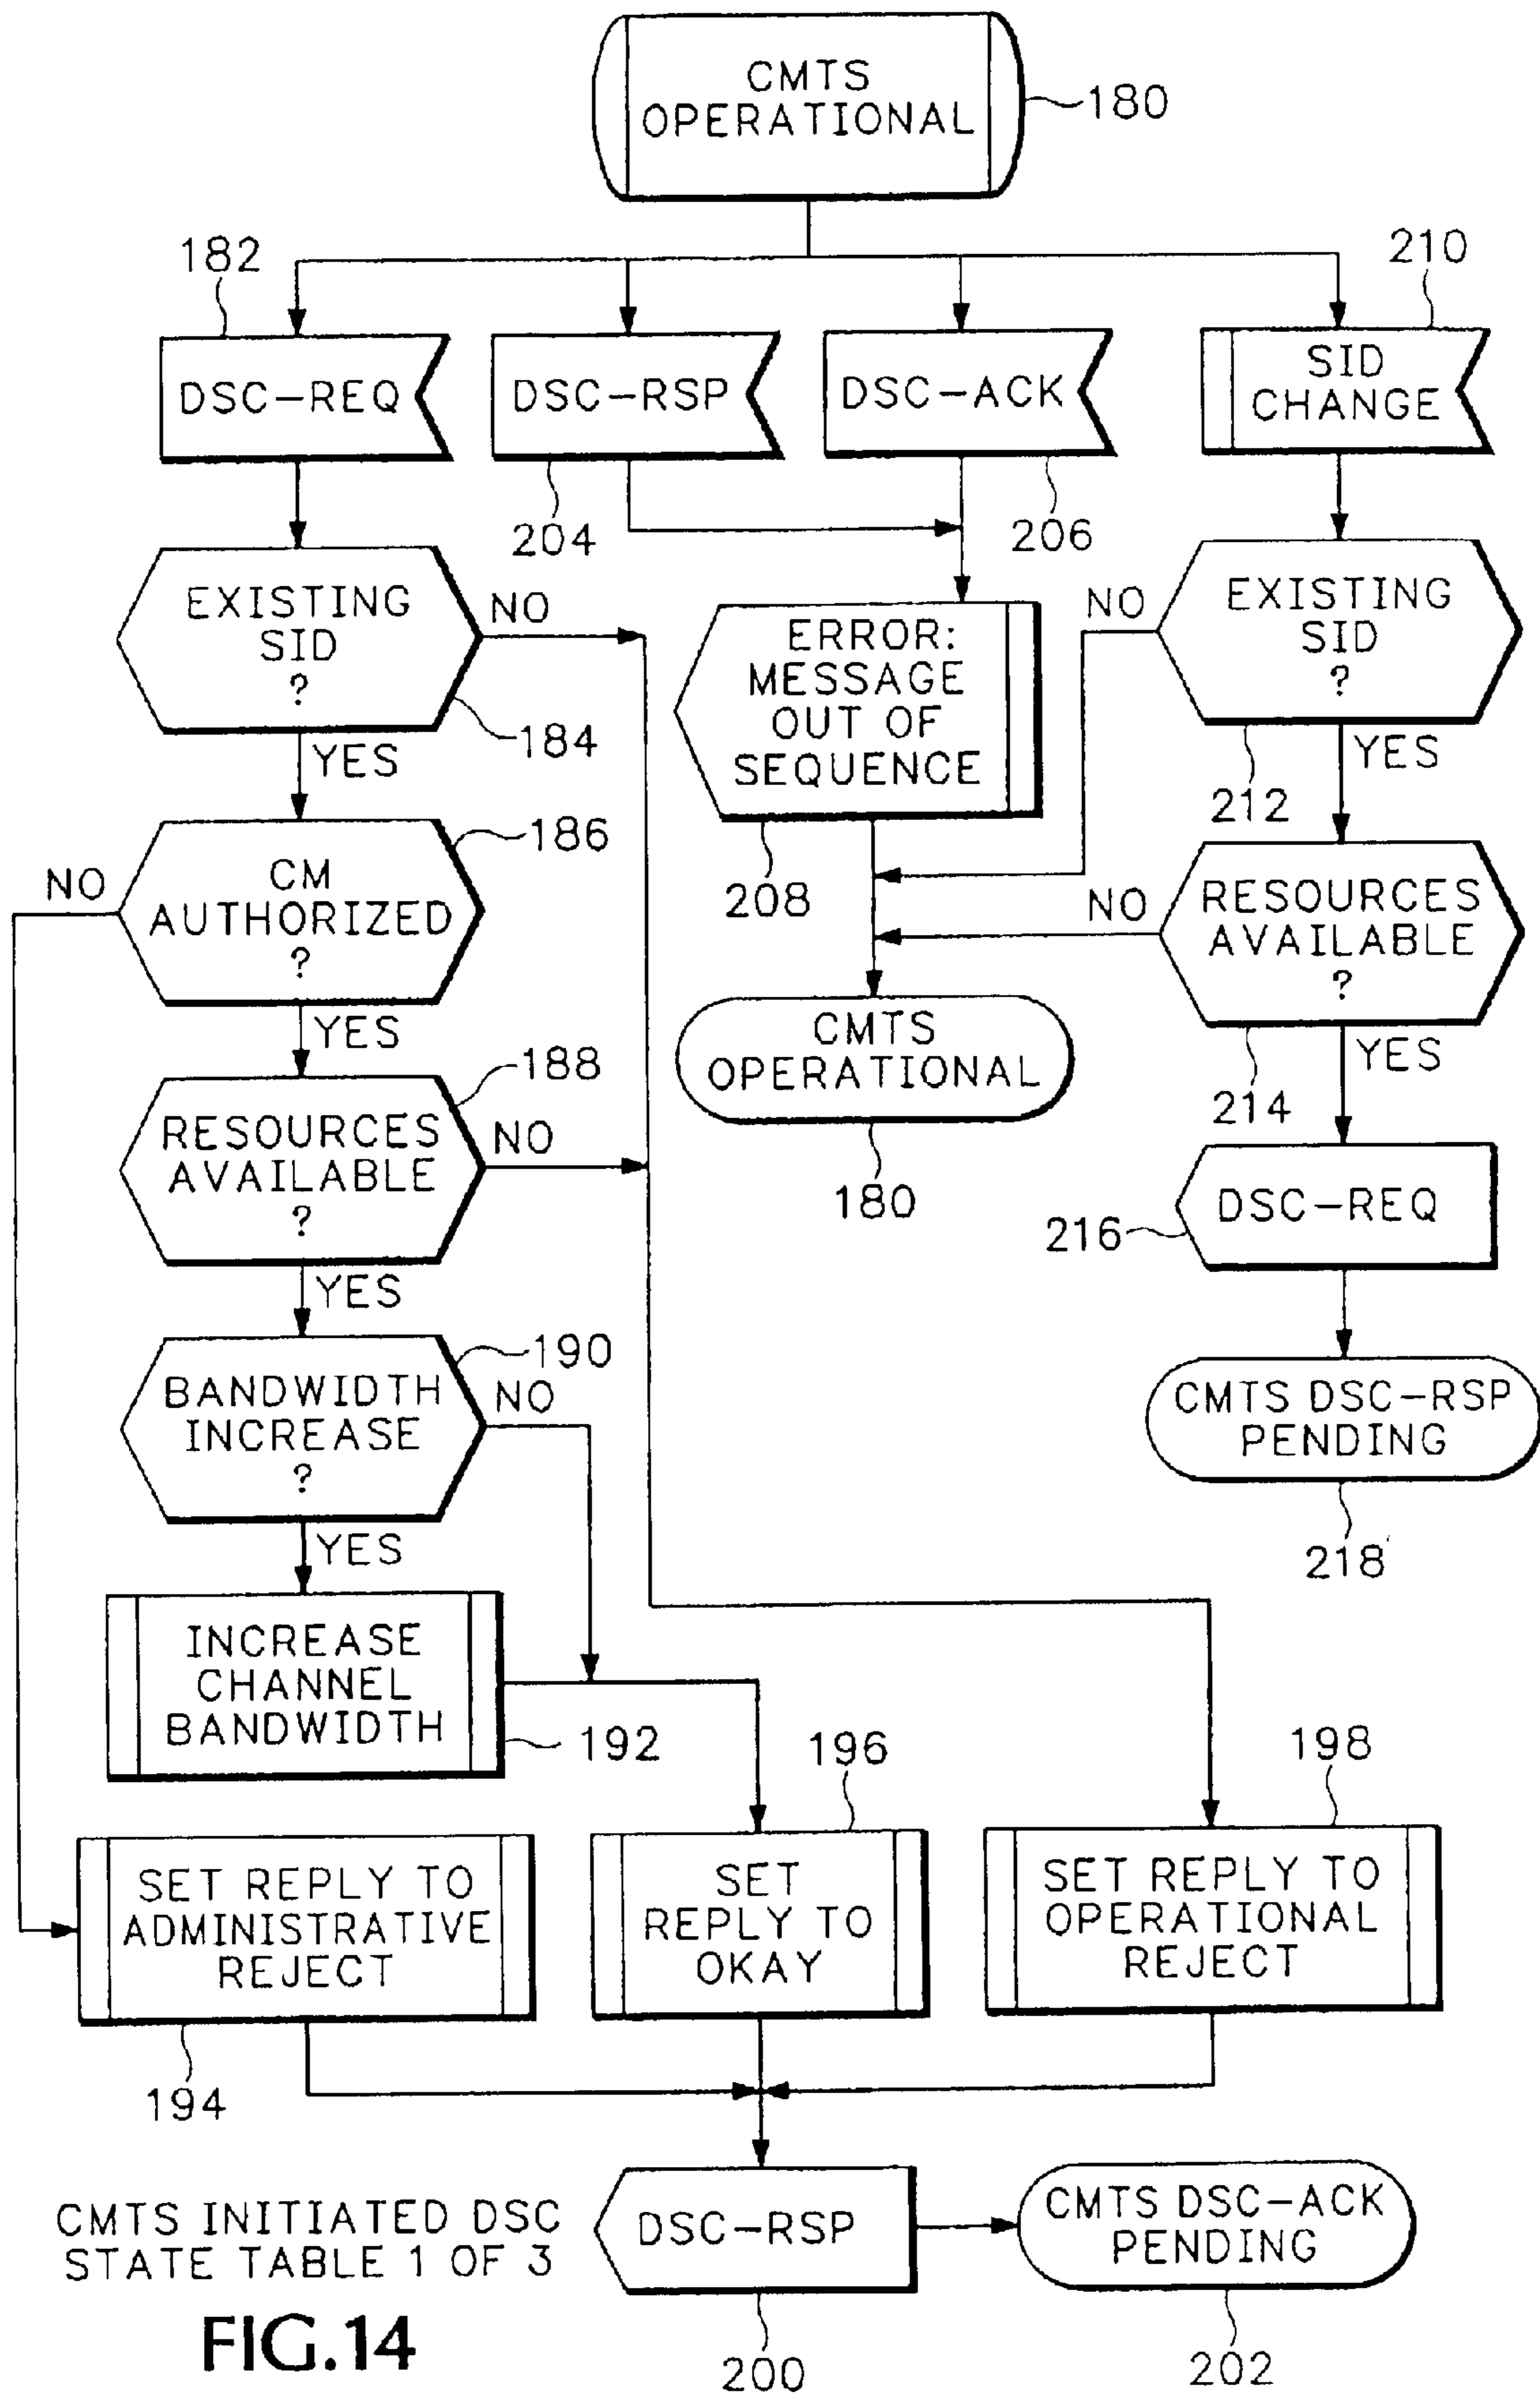 CMTS
OPERATIONAL
180
182
210
DSC-REQ
DSC-RSP
DSC-ACK
SID
CHANGE
204
206
EXISTING
SID
?
NO
184
YES
ERROR:
MESSAGE
OUT OF
SEQUENCE
208
NO
EXISTING
SID
?
212
YES
NO
CM
AUTHORIZED
?
186
YES
NO
RESOURCES
AVAILABLE
?
214
YES
CMTS
OPERATIONAL
180
188
RESOURCES
AVAILABLE
?
NO
YES
DSC-REQ
216
190
BANDWIDTH
INCREASE
?
NO
YES
CMTS DSC-RSP
PENDING
218
INCREASE
CHANNEL
BANDWIDTH
192
196
198
SET REPLY TO
ADMINISTRATIVE
REJECT
194
SET
REPLY TO
OKAY
SET REPLY TO
OPERATIONAL
REJECT
CMTS INITIATED DSC
STATE TABLE 1 OF 3
DSC-RSP
200
CMTS DSC-ACK
PENDING
202
FIG.14